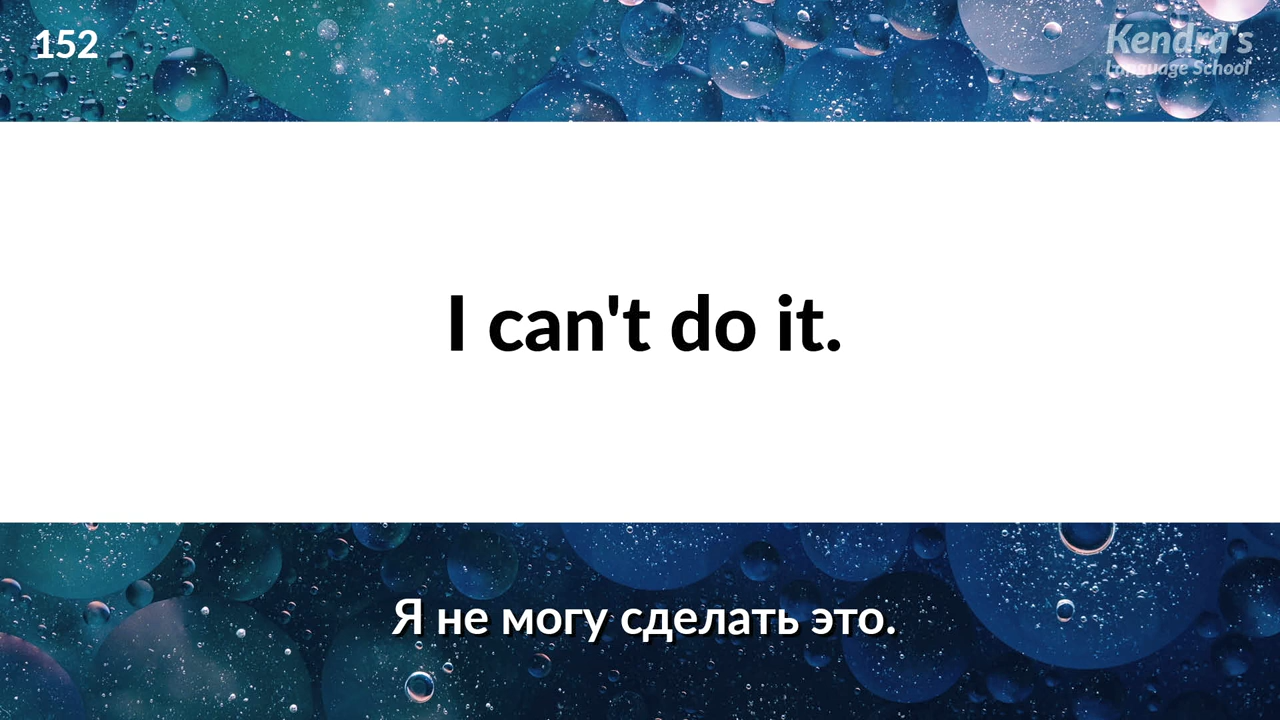 152
Kendra's
Language School
I can't do it.
Я не могу сделать это.